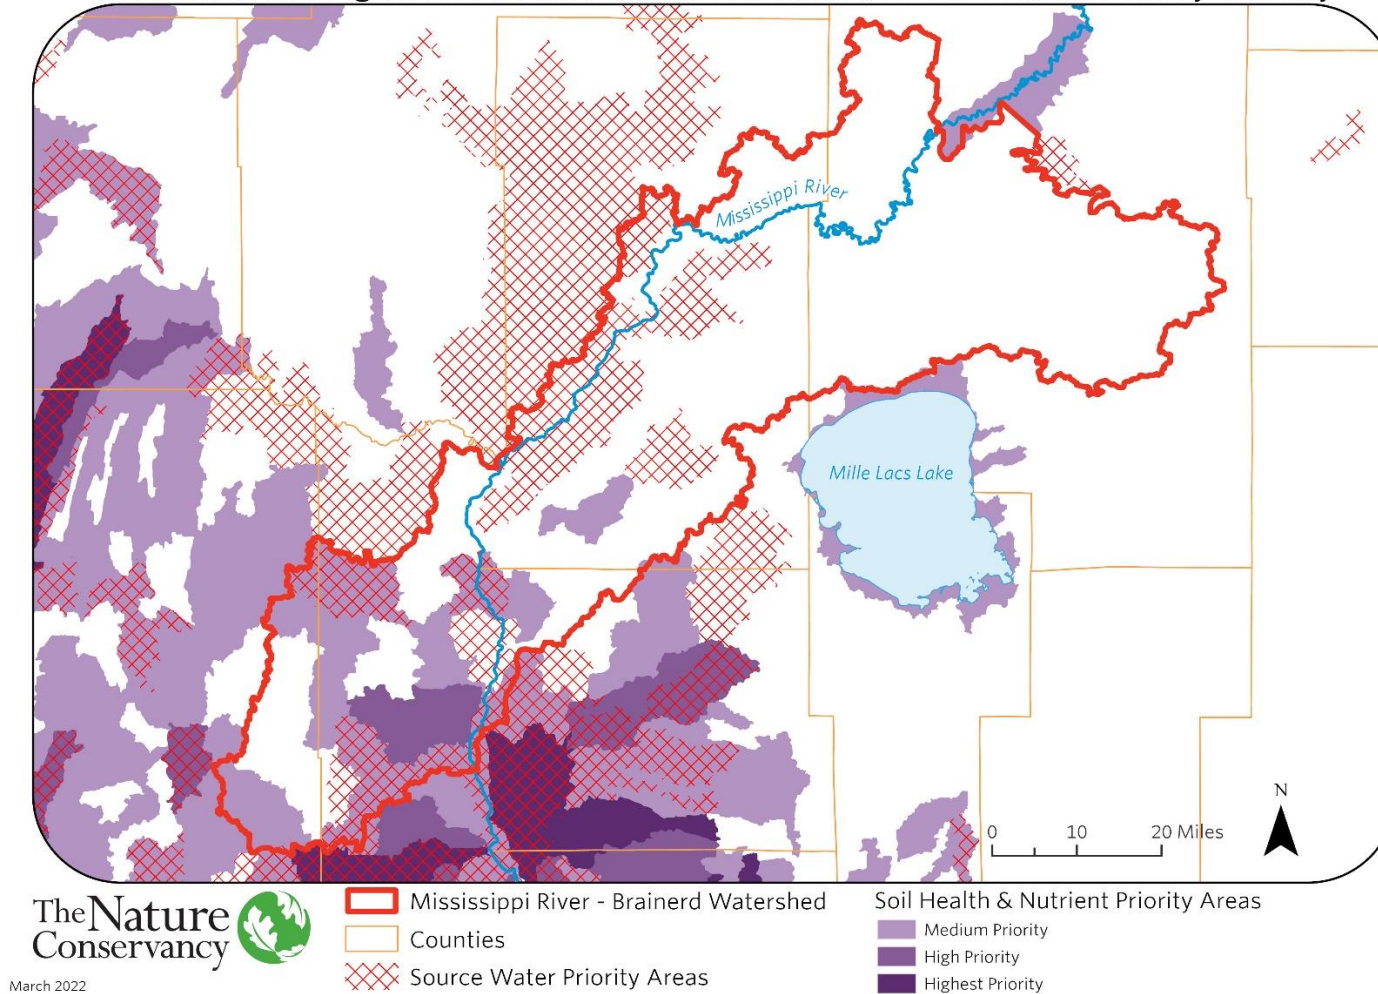 Mississippi River
Mille Lacs Lake
N
0 10 20 Miles
The Nature
Conservancy
March 2022
Mississippi River - Brainerd Watershed
Counties
Source Water Priority Areas
Soil Health & Nutrient Priority Areas
Medium Priority
High Priority
Highest Priority